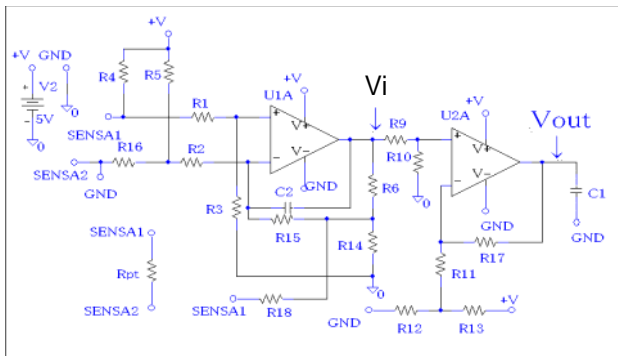 +V
+V GND
R4
R5
+V
Vi
V2
R1
U1A
U2A
Vout
+
V+
R9
+
V+
5V
0
0
SENSA1
R10
R16
R2
-
V-
-
V-
SENSA2
GND
C2
GND
R6
0
C1
R3
GND
SENSA1
R15
R14
R17
GND
R11
Rpt
0
SENSA2
SENSA1
R18
GND
+V
R12
R13